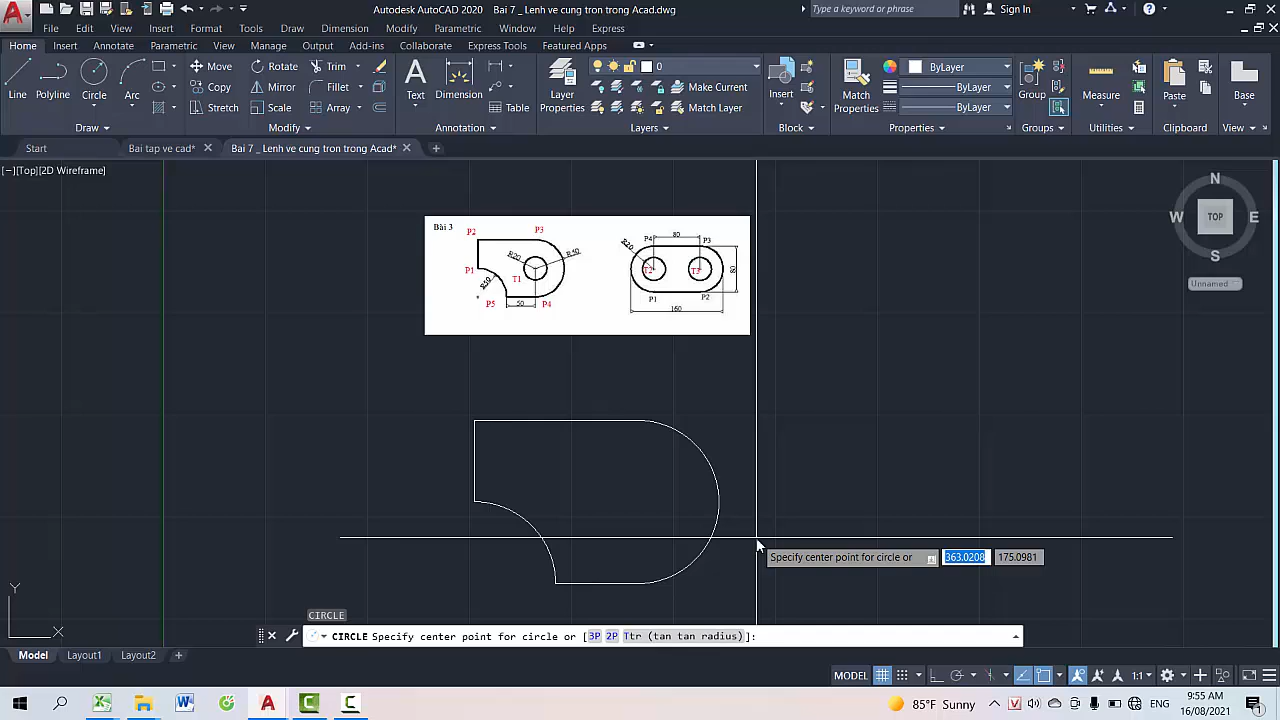 Autodesk AutoCAD 2020 Bai 7 _ Lenh ve cung tron trong Acad.dwg
Type a keyword or phrase
Sign In
File Edit View Insert Format Tools Draw Dimension Modify Parametric Window Help Express
Home Insert Annotate Parametric View Manage Output Add-ins Collaborate Express Tools Featured Apps
Line Polyline Circle Arc
Move Rotate Trim
Copy Mirror Fillet
Stretch Scale Array
Text Dimension Table
Layer Properties
0
Make Current
Match Layer
Insert
Match Properties
ByLayer
ByLayer
ByLayer
Group Measure Paste Base
Draw Modify Annotation Layers Block Properties Groups Utilities Clipboard View
Start Bai tap ve cad* Bai 7 _ Lenh ve cung tron trong Acad*
[−][Top][2D Wireframe]
N
W TOP E
S
Unnamed
Bài 3
P2 P3
R20 R50
P1 T1
R50
P5 50 P4
80
P4 P3
R20
T2 T3
80
P1 P2
160
Specify center point for circle or 363.0208 175.0981
Y
X
CIRCLE
CIRCLE Specify center point for circle or [3P 2P Ttr (tan tan radius)]:
Model Layout1 Layout2
MODEL 1:1
85°F Sunny ENG
9:55 AM
16/08/2021